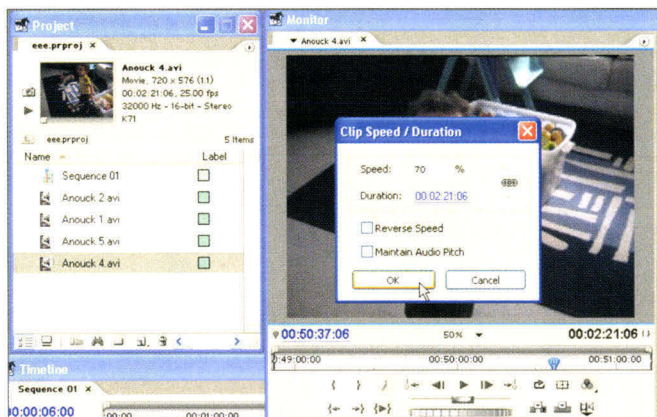 Project
eee.prproj ×
Anouck 4.avi
Movie, 720 × 576 (1.1)
00:02:21:06, 25.00 fps
32000 Hz - 16-bit - Stereo
K71
eee.prproj
5 Items
Name
Label
Sequence 01
Anouck 2.avi
Anouck 1.avi
Anouck 5.avi
Anouck 4.avi
Monitor
Anouck 4.avi ×
Clip Speed / Duration
Speed: 70 %
Duration: 00:02:21:06
Reverse Speed
Maintain Audio Pitch
OK
Cancel
00:50:37:06
50%
00:02:21:06
0:49:00:00
00:50:00:00
00:51:00:00
Timeline
Sequence 01 ×
00:00:06:00
00:00
00:01:00:00